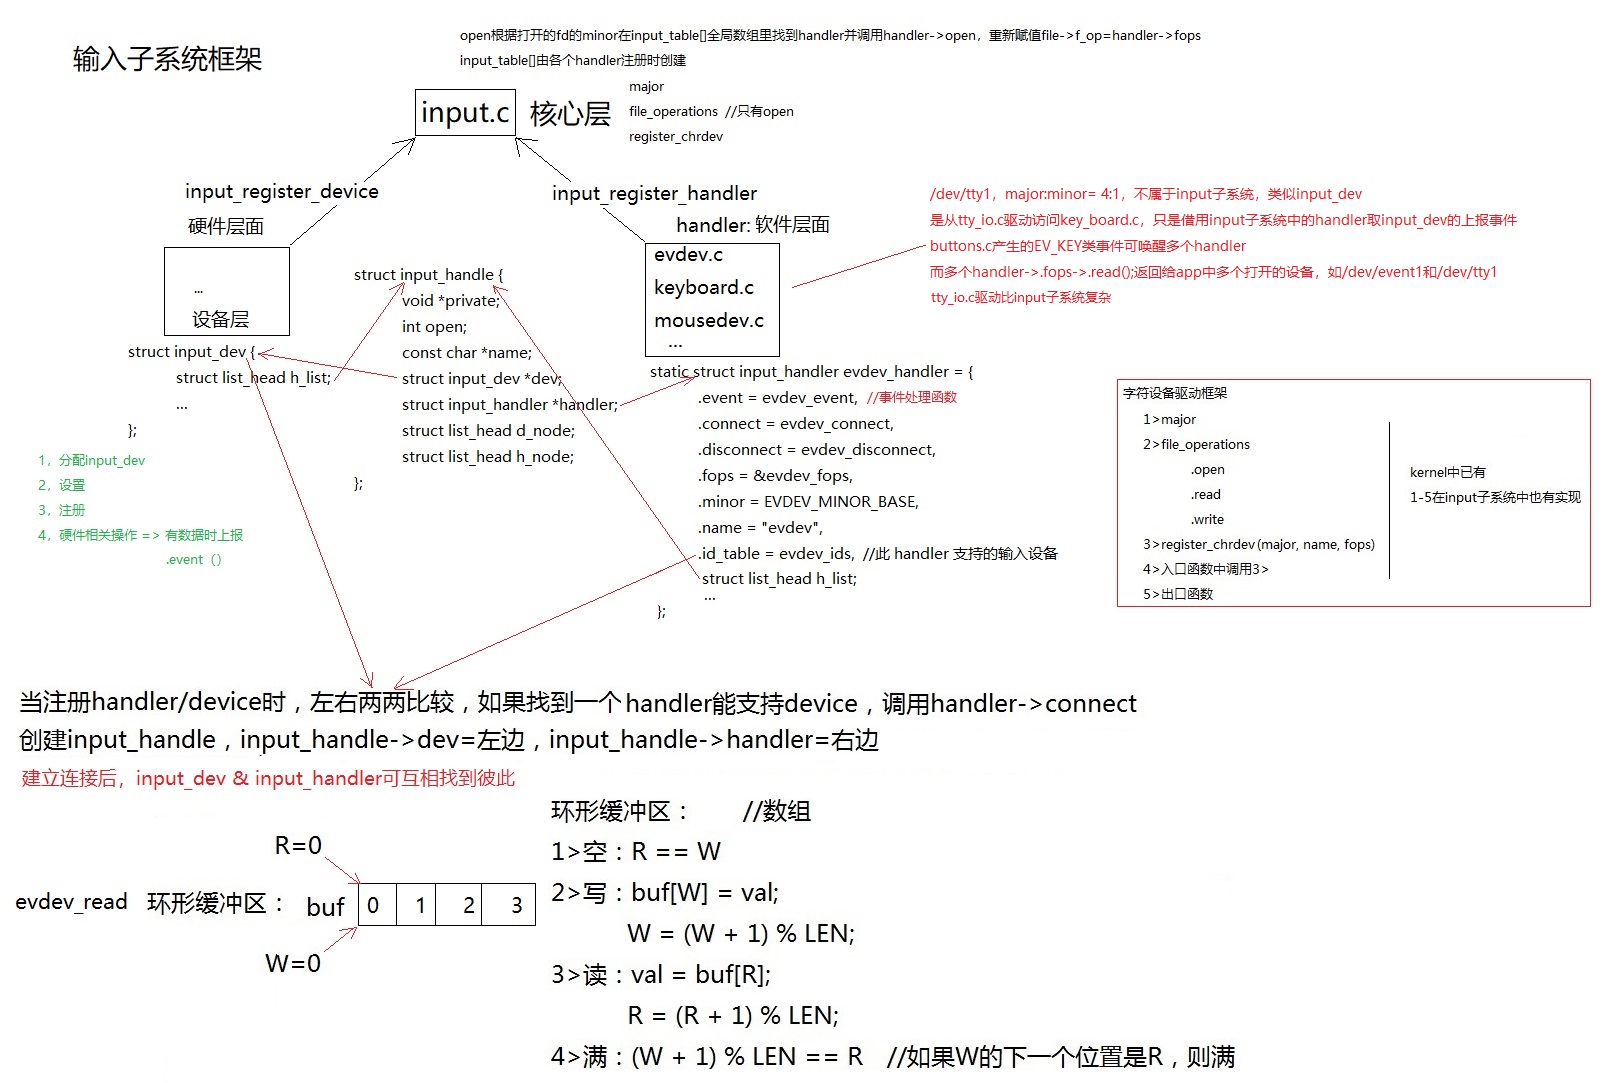 输入子系统框架
open根据打开的fd的minor在input_table[]全局数组里找到handler并调用handler->open，重新赋值file->f_op=handler->fops
input_table[]由各个handler注册时创建
input.c 核心层
major
file_operations //只有open
register_chrdev
input_register_device
硬件层面
input_register_handler
handler: 软件层面
...
设备层
evdev.c
keyboard.c
mousedev.c
...
/dev/tty1，major:minor= 4:1，不属于input子系统，类似input_dev
是从tty_io.c驱动访问key_board.c，只是借用input子系统中的handler取input_dev的上报事件
buttons.c产生的EV_KEY类事件可唤醒多个handler
而多个handler->.fops->.read();返回给app中多个打开的设备，如/dev/event1和/dev/tty1
tty_io.c驱动比input子系统复杂
struct input_dev {
struct list_head h_list;
...
};
1，分配input_dev
2，设置
3，注册
4，硬件相关操作 => 有数据时上报
.event（）
struct input_handle {
void *private;
int open;
const char *name;
struct input_dev *dev;
struct input_handler *handler;
struct list_head d_node;
struct list_head h_node;
};
static struct input_handler evdev_handler = {
.event = evdev_event, //事件处理函数
.connect = evdev_connect,
.disconnect = evdev_disconnect,
.fops = &evdev_fops,
.minor = EVDEV_MINOR_BASE,
.name = "evdev",
.id_table = evdev_ids, //此 handler 支持的输入设备
struct list_head h_list;
...
};
字符设备驱动框架
1>major
2>file_operations
.open
.read
.write
3>register_chrdev(major, name, fops)
4>入口函数中调用3>
5>出口函数
kernel中已有
1-5在input子系统中也有实现
当注册handler/device时，左右两两比较，如果找到一个handler能支持device，调用handler->connect
创建input_handle，input_handle->dev=左边，input_handle->handler=右边
建立连接后，input_dev & input_handler可互相找到彼此
R=0
evdev_read 环形缓冲区： buf 0 1 2 3
W=0
环形缓冲区： //数组
1>空：R == W
2>写：buf[W] = val;
W = (W + 1) % LEN;
3>读：val = buf[R];
R = (R + 1) % LEN;
4>满：(W + 1) % LEN == R //如果W的下一个位置是R，则满